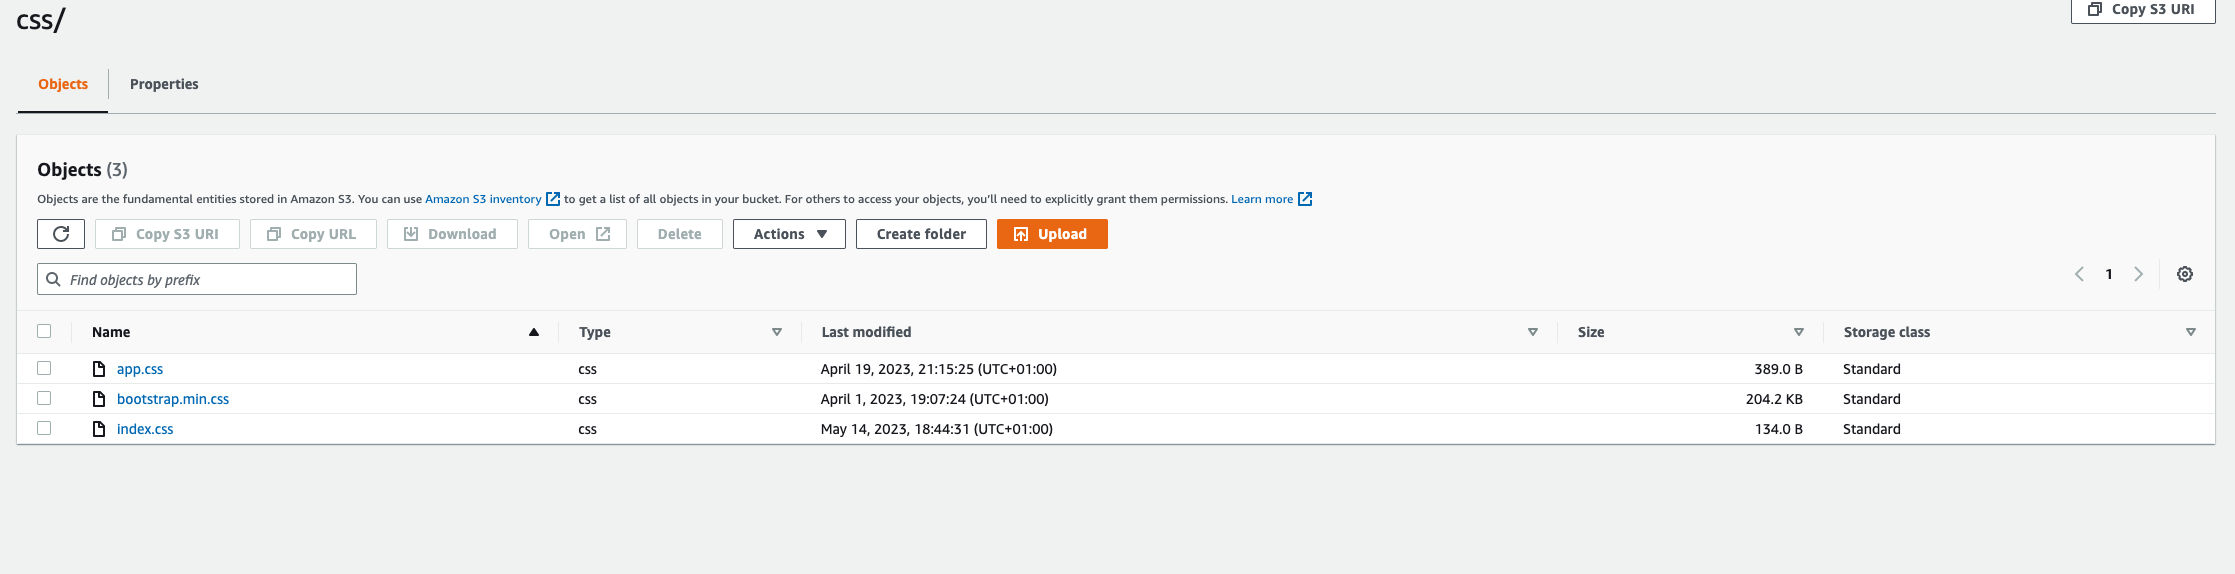 css/
Copy S3 URI
Objects Properties
Objects (3)
Objects are the fundamental entities stored in Amazon S3. You can use Amazon S3 inventory to get a list of all objects in your bucket. For others to access your objects, you'll need to explicitly grant them permissions. Learn more
Copy S3 URI Copy URL Download Open Delete Actions Create folder Upload
Find objects by prefix
1
Name Type Last modified Size Storage class
app.css css April 19, 2023, 21:15:25 (UTC+01:00) 389.0 B Standard
bootstrap.min.css css April 1, 2023, 19:07:24 (UTC+01:00) 204.2 KB Standard
index.css css May 14, 2023, 18:44:31 (UTC+01:00) 134.0 B Standard